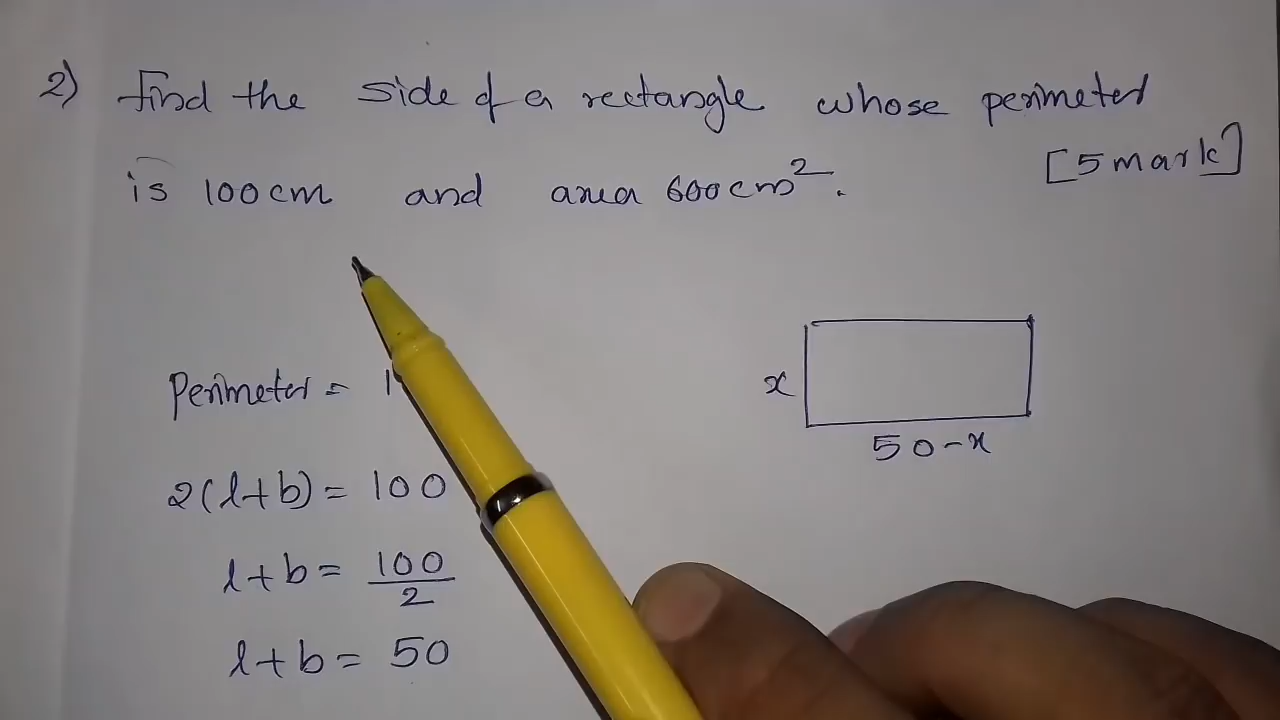 2) Find the side of a rectangle whose perimeter
is 100cm and area 600cm². [5 mark]
Perimeter = 1
x
50-x
2(l+b) = 100
l+b = 100/2
l+b = 50